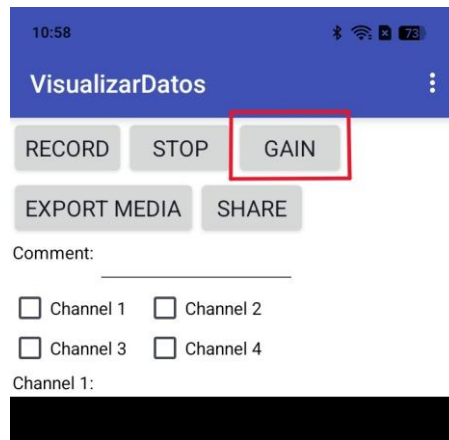 10:58 73
VisualizarDatos
RECORD STOP GAIN
EXPORT MEDIA SHARE
Comment:
Channel 1 Channel 2
Channel 3 Channel 4
Channel 1: